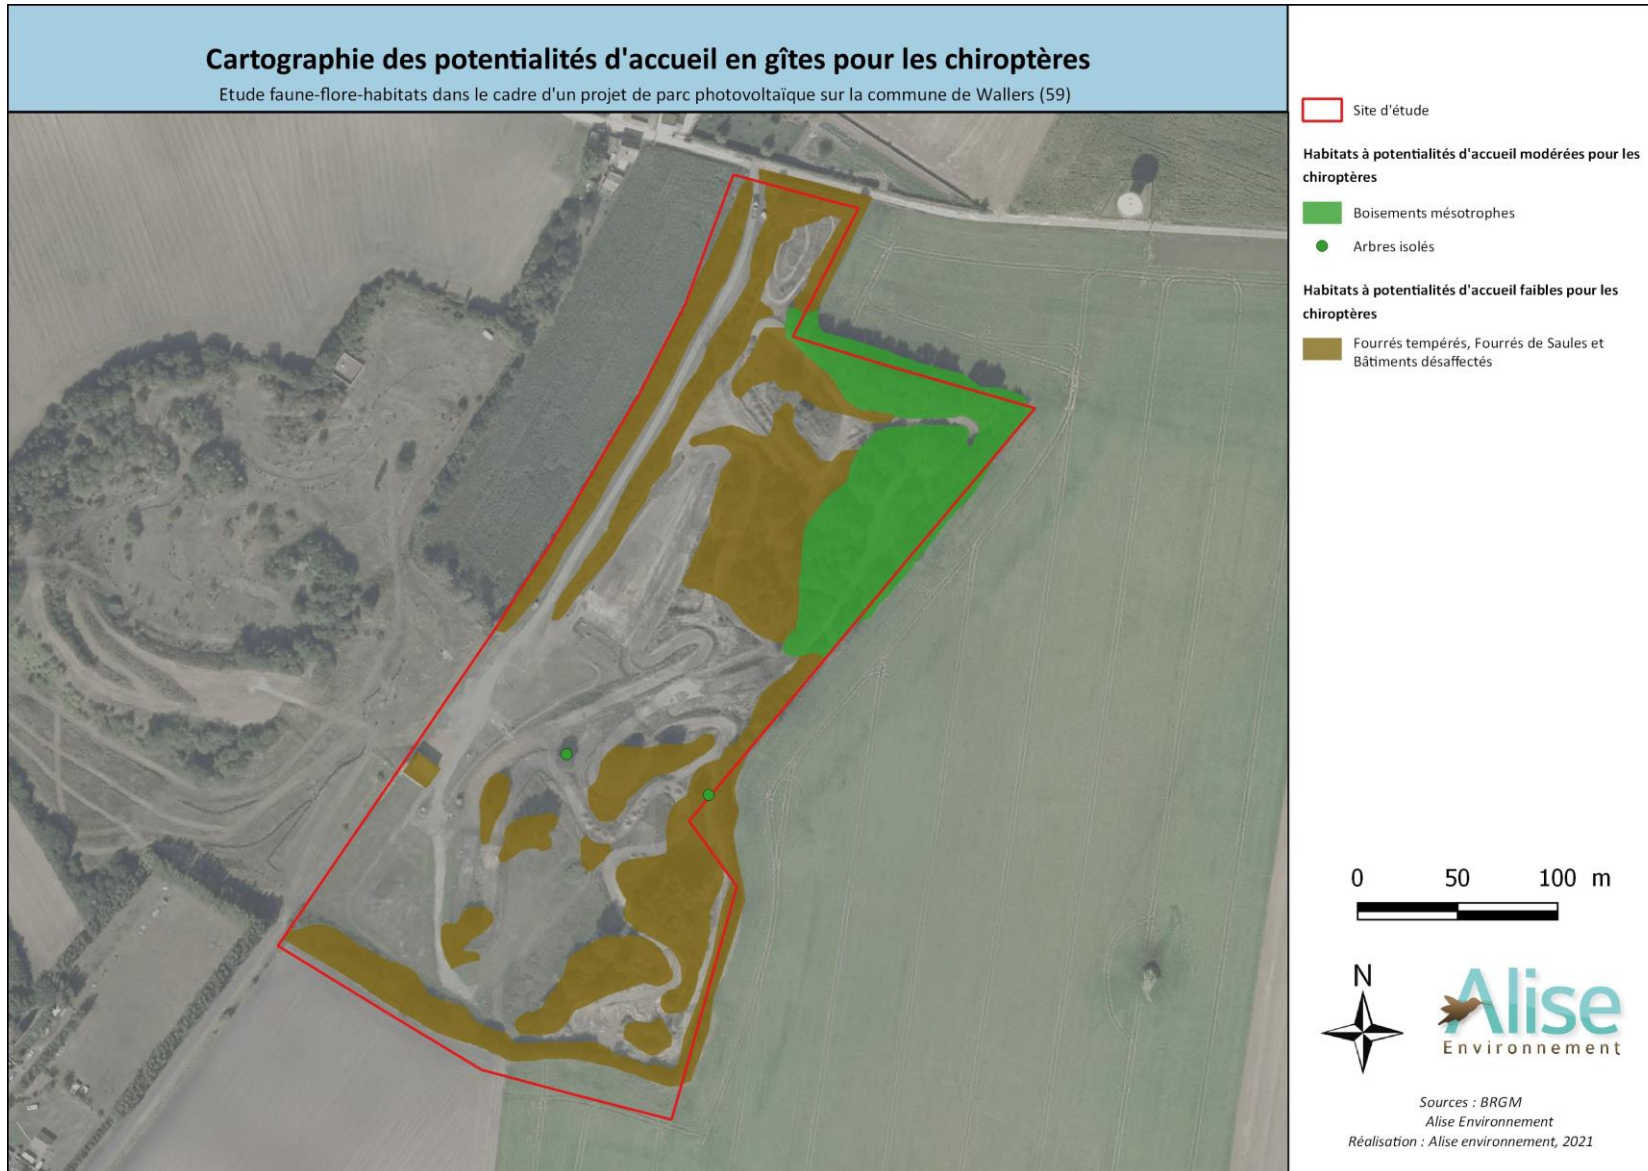 Cartographie des potentialités d'accueil en gîtes pour les chiroptères
Etude faune-flore-habitats dans le cadre d'un projet de parc photovoltaïque sur la commune de Wallers (59)
Site d'étude
Habitats à potentialités d'accueil modérées pour les
chiroptères
Boisements mésotrophes
Arbres isolés
Habitats à potentialités d'accueil faibles pour les
chiroptères
Fourrés tempérés, Fourrés de Saules et
Bâtiments désaffectés
0 50 100 m
N
Alise
Environnement
Sources : BRGM
Alise Environnement
Réalisation : Alise environnement, 2021